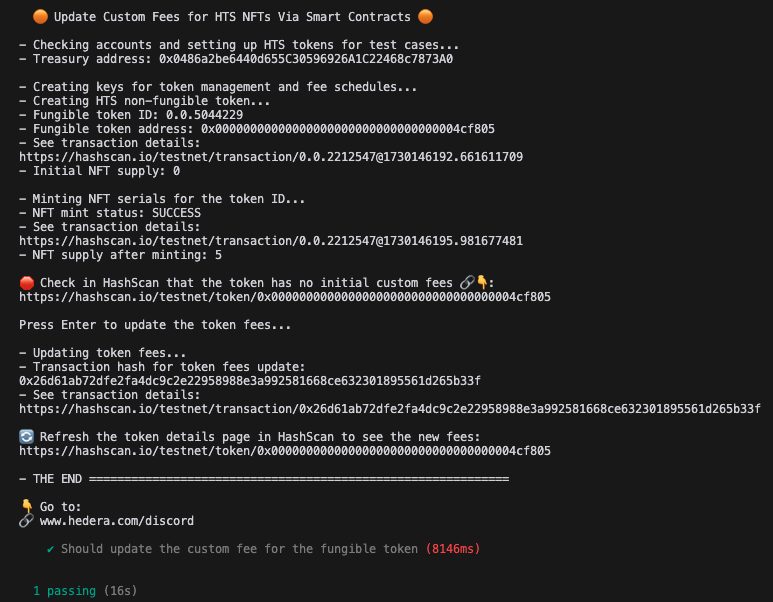 Update Custom Fees for HTS NFTs Via Smart Contracts
- Checking accounts and setting up HTS tokens for test cases...
- Treasury address: 0x0486a2be6440d655C30596926A1C22468c7873A0
- Creating keys for token management and fee schedules...
- Creating HTS non-fungible token...
- Fungible token ID: 0.0.5044229
- Fungible token address: 0x00000000000000000000000000000000004cf805
- See transaction details:
https://hashscan.io/testnet/transaction/0.0.2212547@1730146192.661611709
- Initial NFT supply: 0
- Minting NFT serials for the token ID...
- NFT mint status: SUCCESS
- See transaction details:
https://hashscan.io/testnet/transaction/0.0.2212547@1730146195.981677481
- NFT supply after minting: 5
🛑 Check in HashScan that the token has no initial custom fees 🔗👇:
https://hashscan.io/testnet/token/0x00000000000000000000000000000000004cf805
Press Enter to update the token fees...
- Updating token fees...
- Transaction hash for token fees update:
0x26d61ab72dfe2fa4dc9c2e22958988e3a992581668ce632301895561d265b33f
- See transaction details:
https://hashscan.io/testnet/transaction/0x26d61ab72dfe2fa4dc9c2e22958988e3a992581668ce632301895561d265b33f
🔄 Refresh the token details page in HashScan to see the new fees:
https://hashscan.io/testnet/token/0x00000000000000000000000000000000004cf805
- THE END ============================================================
👇 Go to:
🔗 www.hedera.com/discord
✔ Should update the custom fee for the fungible token (8146ms)
1 passing (16s)